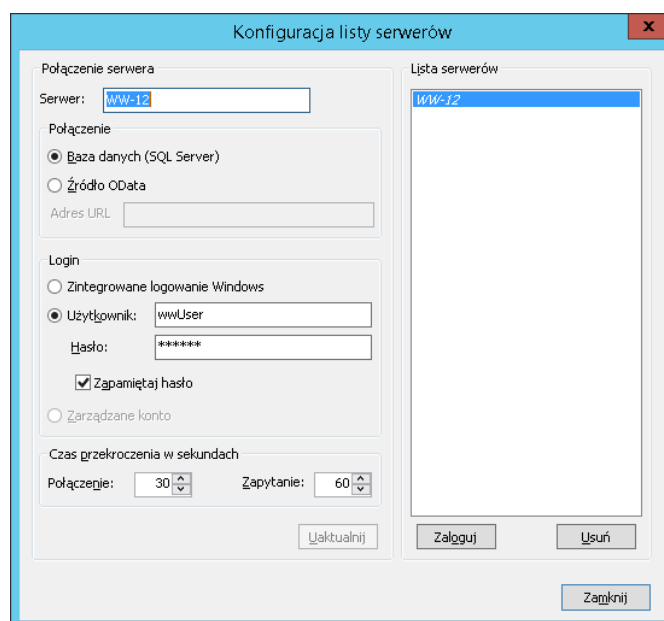 Konfiguracja listy serwerów
x
Połączenie serwera
Serwer: WW-12
Połączenie
Baza danych (SQL Server)
Źródło OData
Adres URL
Login
Zintegrowane logowanie Windows
Użytkownik: wwUser
Hasło: ******
Zapamiętaj hasło
Zarządzane konto
Czas przekroczenia w sekundach
Połączenie: 30 Zapytanie: 60
Uaktualnij
Lista serwerów
WW-12
Zaloguj Usuń
Zamknij